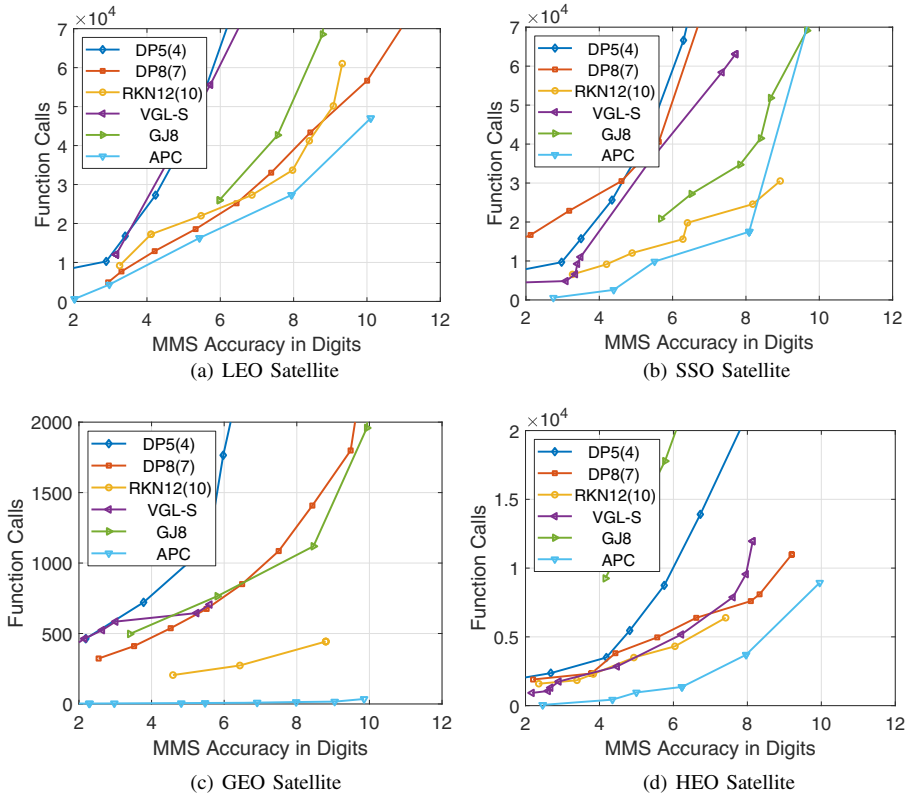 ×10⁴
7
6
5
4
3
2
1
0
Function Calls
DP5(4)
DP8(7)
RKN12(10)
VGL-S
GJ8
APC
2 4 6 8 10 12
MMS Accuracy in Digits
(a) LEO Satellite
×10⁴
7
6
5
4
3
2
1
0
Function Calls
DP5(4)
DP8(7)
RKN12(10)
VGL-S
GJ8
APC
2 4 6 8 10 12
MMS Accuracy in Digits
(b) SSO Satellite
2000
1500
1000
500
0
Function Calls
DP5(4)
DP8(7)
RKN12(10)
VGL-S
GJ8
APC
2 4 6 8 10 12
MMS Accuracy in Digits
(c) GEO Satellite
×10⁴
2
1.5
1
0.5
0
Function Calls
DP5(4)
DP8(7)
RKN12(10)
VGL-S
GJ8
APC
2 4 6 8 10 12
MMS Accuracy in Digits
(d) HEO Satellite